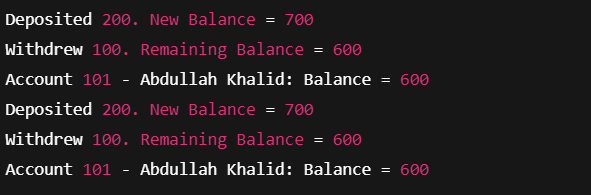 Deposited 200. New Balance = 700
Withdrew 100. Remaining Balance = 600
Account 101 - Abdullah Khalid: Balance = 600
Deposited 200. New Balance = 700
Withdrew 100. Remaining Balance = 600
Account 101 - Abdullah Khalid: Balance = 600